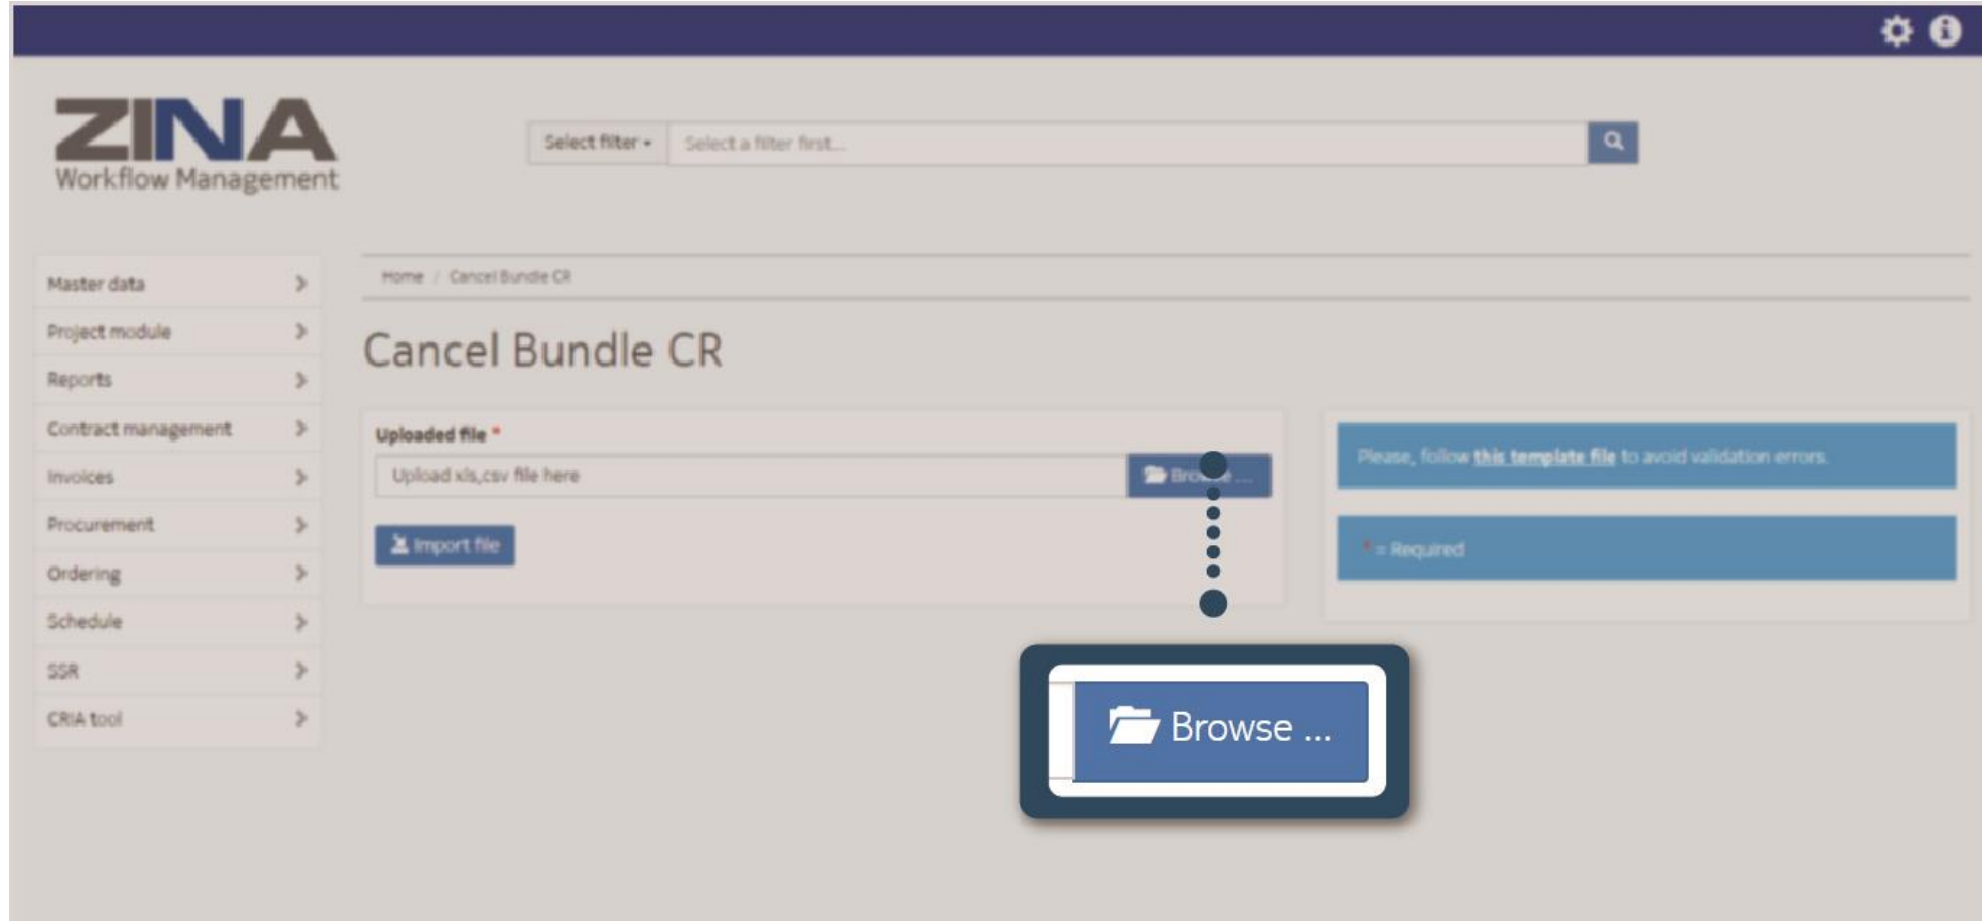 ZINA
Workflow Management
Select filter
Select a filter first...
Master data
Project module
Reports
Contract management
Invoices
Procurement
Ordering
Schedule
SSR
CRIA tool
Home / Cancel Bundle CR
Cancel Bundle CR
Uploaded file *
Upload xls,csv file here
Browse ...
Import file
Please, follow this template file to avoid validation errors.
* = Required
Browse ...